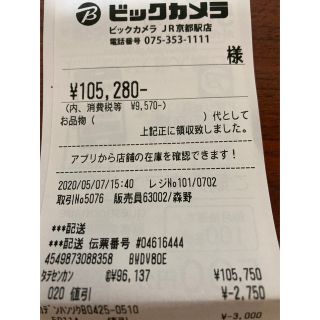 B ビックカメラ
ビックカメラ JR京都駅店
電話番号 075-353-1111
様
¥105,280-
(内、消費税等 ¥9,570-)
お品物( )代として
上記正に領収致しました。
アプリから店舗の在庫を確認できます!
2020/05/07/15:40 レジNo101/0702
取引No5076 販売員63002/森野
***配送
***配送 伝票番号 #04616444
4549873088358 BWDV80E
タテセンカン @¥96,137 ¥105,750
020 値引 ¥-2,750
¥-3,000